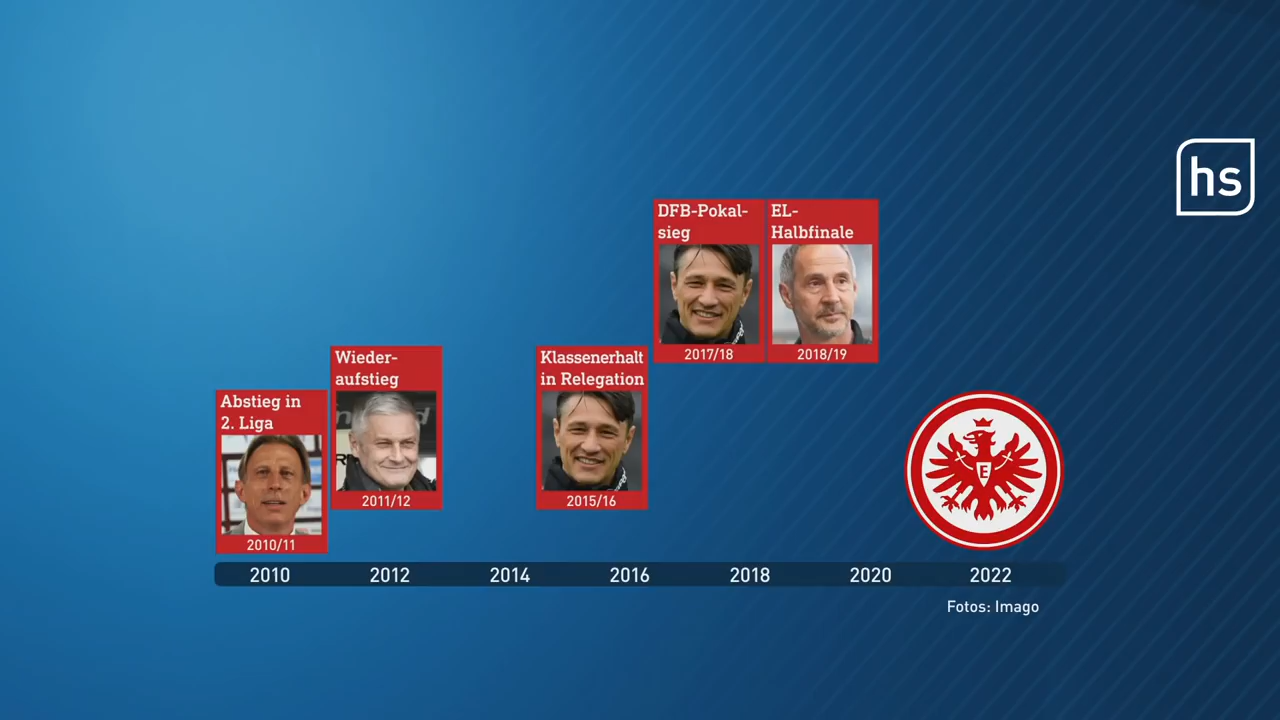 hs
DFB-Pokal-
sieg
2017/18
EL-
Halbfinale
2018/19
Wieder-
aufstieg
2011/12
Klassenerhalt
in Relegation
2015/16
Abstieg in
2. Liga
2010/11
E
2010 2012 2014 2016 2018 2020 2022
Fotos: Imago